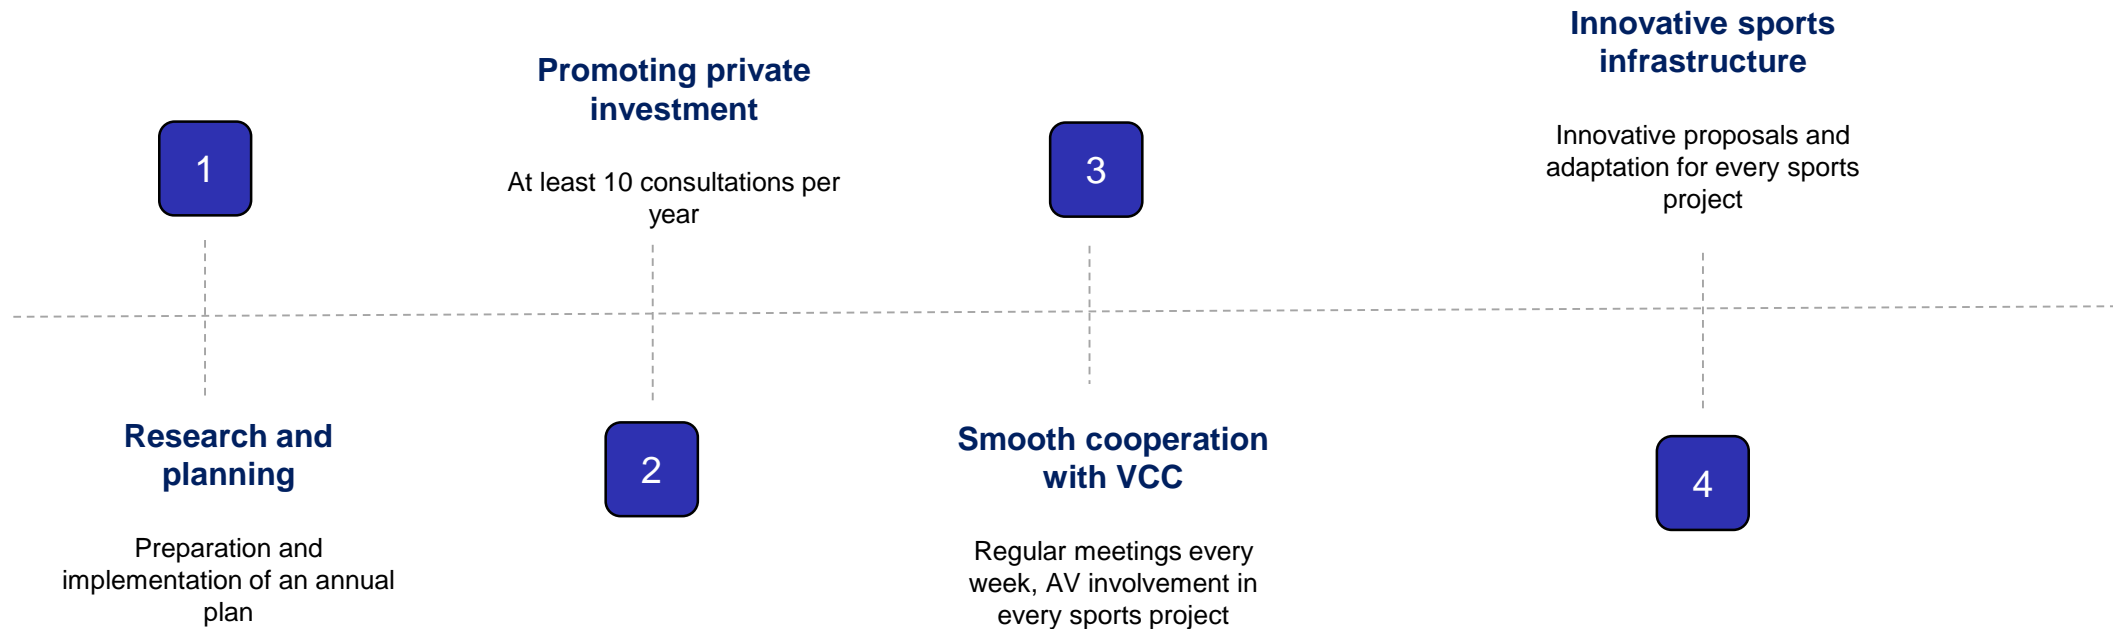 1
Research and
planning
Preparation and
implementation of an annual
plan
Promoting private
investment
At least 10 consultations per
year
2
3
Smooth cooperation
with VCC
Regular meetings every
week, AV involvement in
every sports project
Innovative sports
infrastructure
Innovative proposals and
adaptation for every sports
project
4